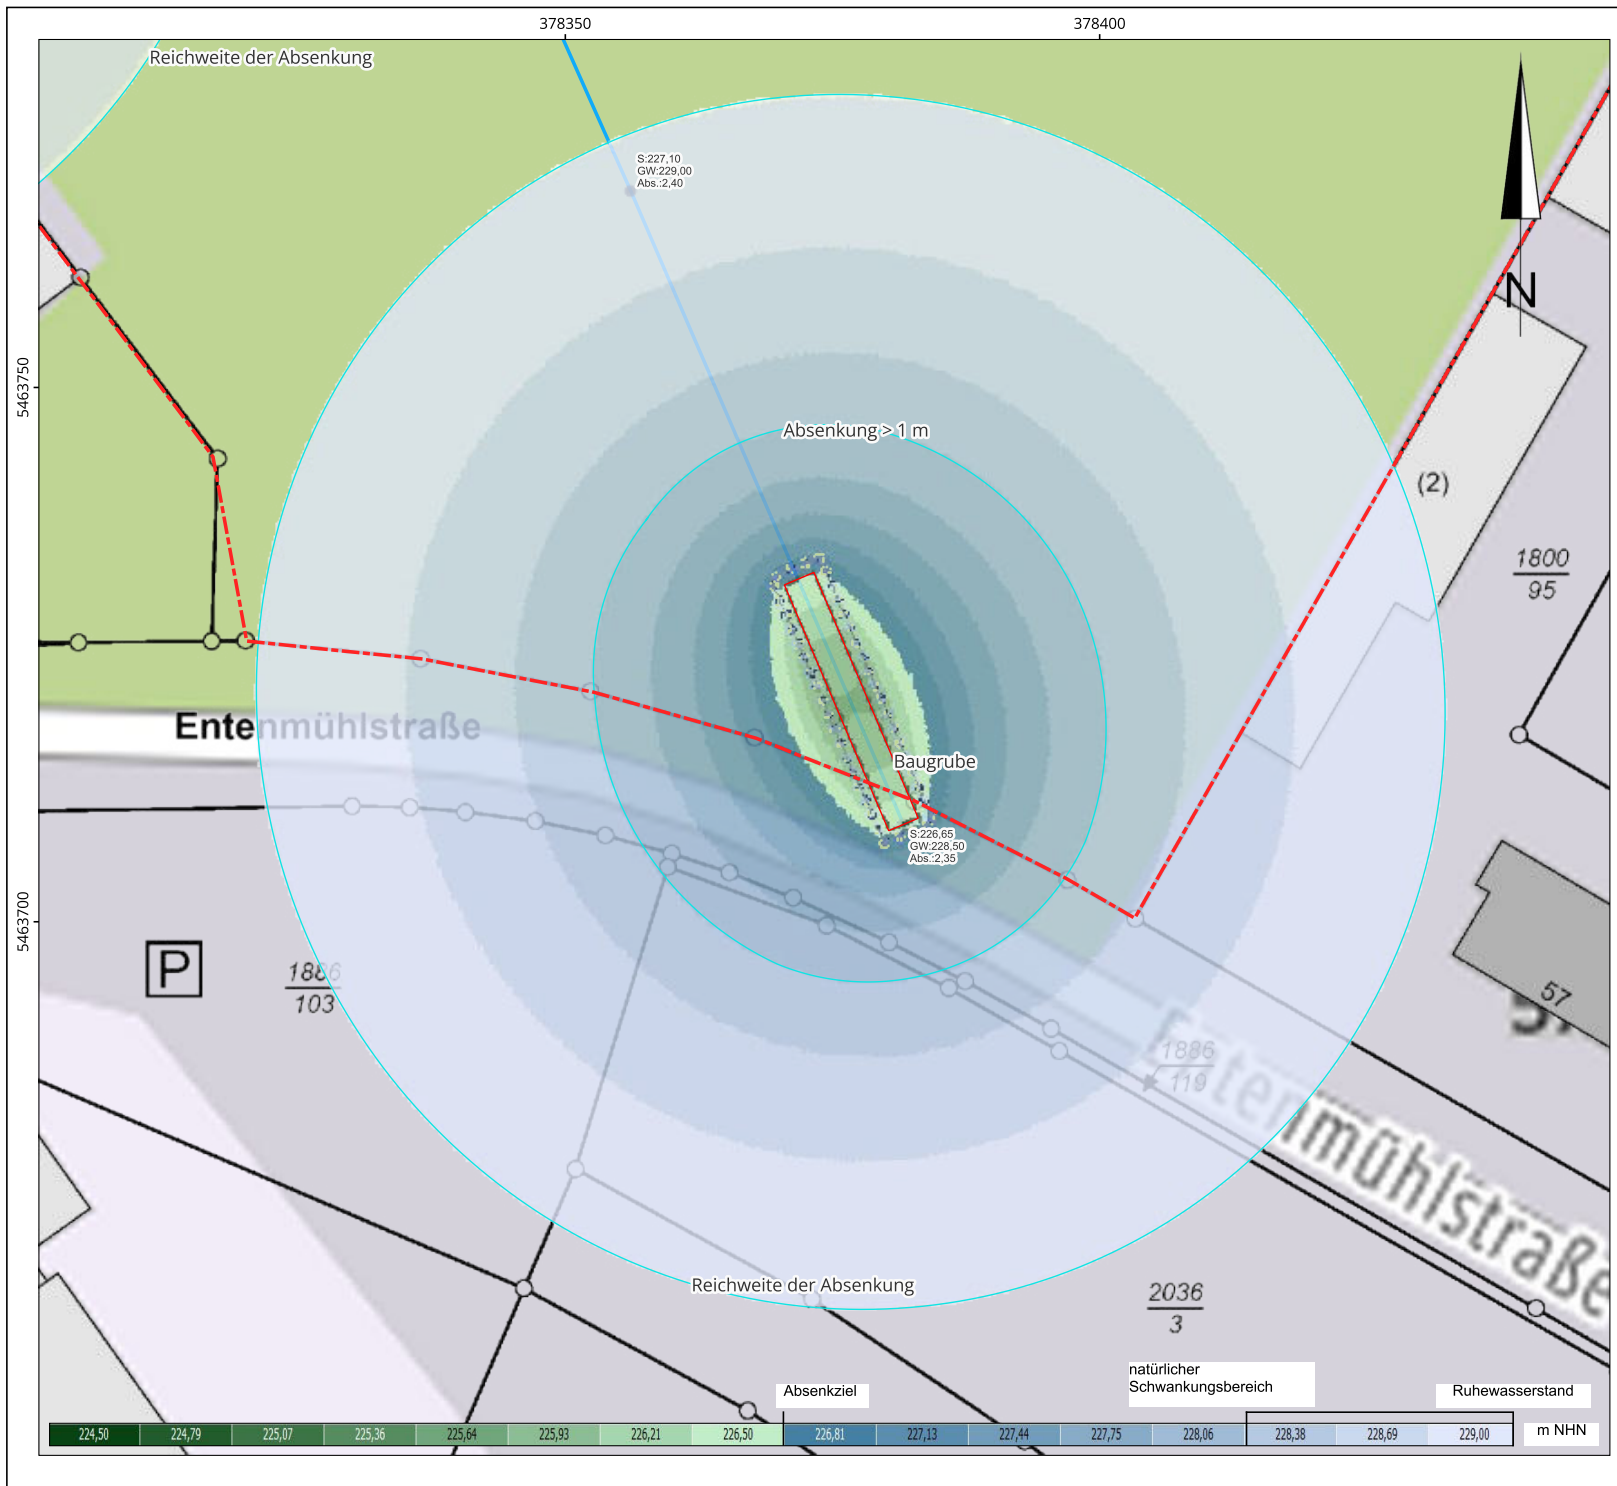 378350
378400
Reichweite der Absenkung
S:227,10
GW:229,00
Abs.:2,40
N
5463750
Absenkung > 1 m
(2)
1800
95
Entenmühlstraße
Baugrube
S:226,65
GW:228,50
Abs.:2,35
5463700
P
1886
103
57
57
1886
119
Entenmühlstraße
Reichweite der Absenkung
2036
3
natürlicher
Schwankungsbereich
Absenkziel
Ruhewasserstand
224,50 224,79 225,07 225,36 225,64 225,93 226,21 226,50 226,81 227,13 227,44 227,75 228,06 228,38 228,69 229,00 m NHN